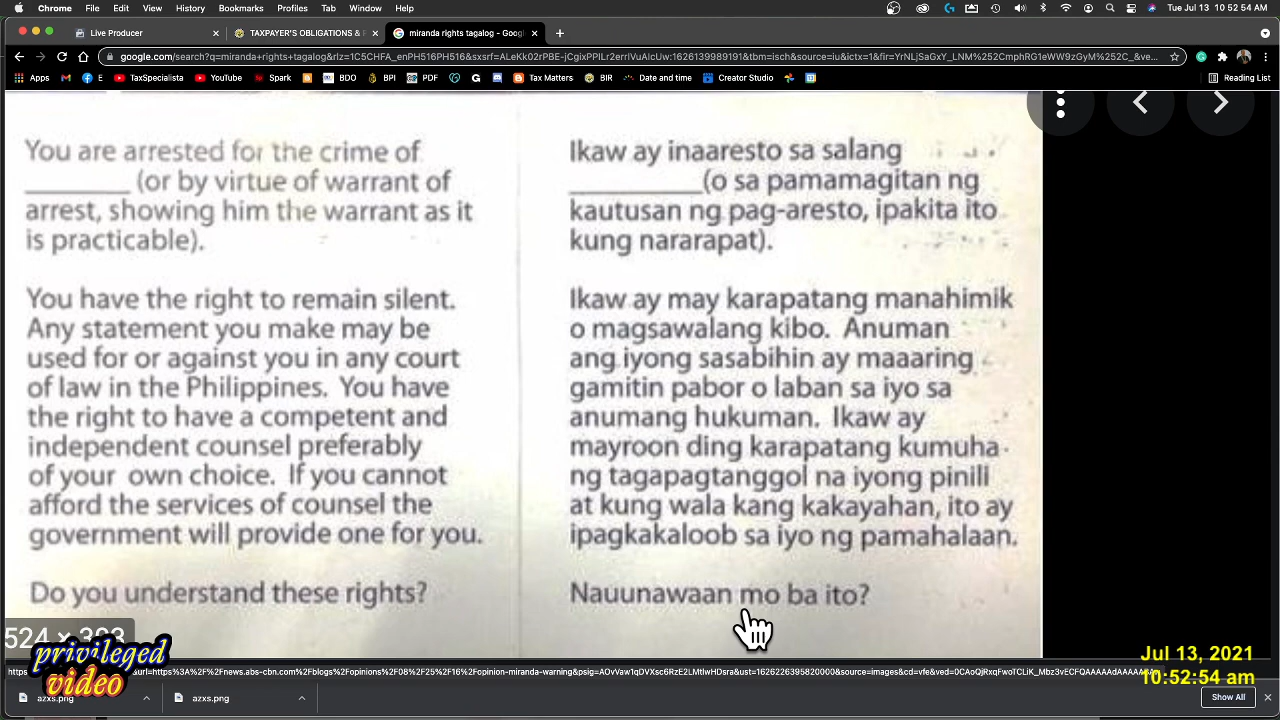 Chrome File Edit View History Bookmarks Profiles Tab Window Help
Tue Jul 13 10:52:54 AM
Live Producer
TAXPAYER'S OBLIGATIONS &
miranda rights tagalog - Goog
Apps
E
TaxSpecialista
YouTube
Spark
BDO
BPI
PDF
Tax Matters
BIR
Date and time
Creator Studio
Reading List
You are arrested for the crime of
________ (or by virtue of warrant of
arrest, showing him the warrant as it
is practicable).
You have the right to remain silent.
Any statement you make may be
used for or against you in any court
of law in the Philippines. You have
the right to have a competent and
independent counsel preferably
of your own choice. If you cannot
afford the services of counsel the
government will provide one for you.
Do you understand these rights?
Ikaw ay inaaresto sa salang
__________(o sa pamamagitan ng
kautusan ng pag-aresto, ipakita ito
kung nararapat).
Ikaw ay may karapatang manahimik
o magsawalang kibo. Anuman
ang iyong sasabihin ay maaaring
gamitin pabor o laban sa iyo sa
anumang hukuman. Ikaw ay
mayroon ding karapatang kumuha
ng tagapagtanggol na iyong pinili
at kung wala kang kakayahan, ito ay
ipagkakaloob sa iyo ng pamahalaan.
Nauunawaan mo ba ito?
privileged
video
Jul 13, 2021
10:52:54 am
azxs.png
azxs.png
Show All